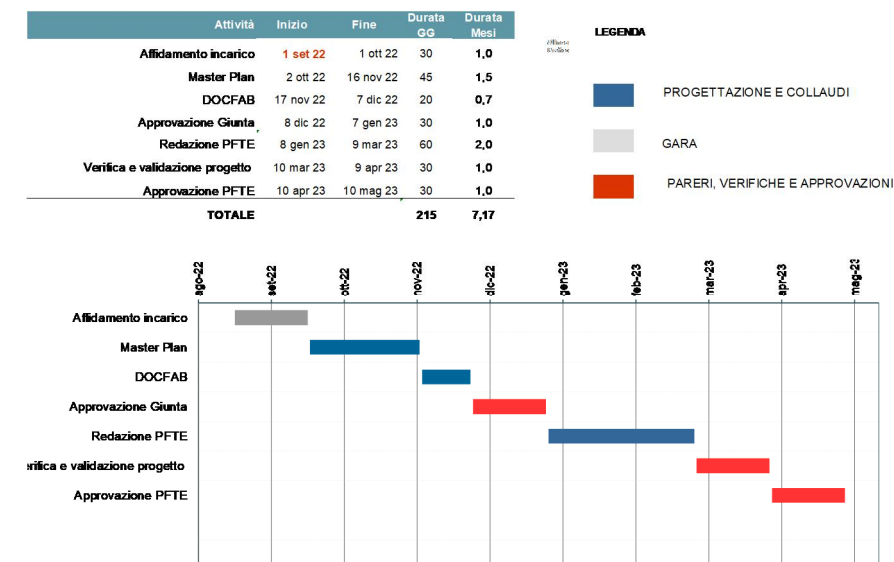 Attività Inizio Fine Durata GG Durata Mesi
Affidamento incarico 1 set 22 1 ott 22 30 1,0
Master Plan 2 ott 22 16 nov 22 45 1,5
DOCFAB 17 nov 22 7 dic 22 20 0,7
Approvazione Giunta 8 dic 22 7 gen 23 30 1,0
Redazione PFTE 8 gen 23 9 mar 23 60 2,0
Verifica e validazione progetto 10 mar 23 9 apr 23 30 1,0
Approvazione PFTE 10 apr 23 10 mag 23 30 1,0
TOTALE 215 7,17
LEGENDA
PROGETTAZIONE E COLLAUDI
GARA
PARERI, VERIFICHE E APPROVAZIONI
ago-22 set-22 ott-22 nov-22 dic-22 gen-23 feb-23 mar-23 apr-23 mag-23
Affidamento incarico
Master Plan
DOCFAB
Approvazione Giunta
Redazione PFTE
rifica e validazione progetto
Approvazione PFTE